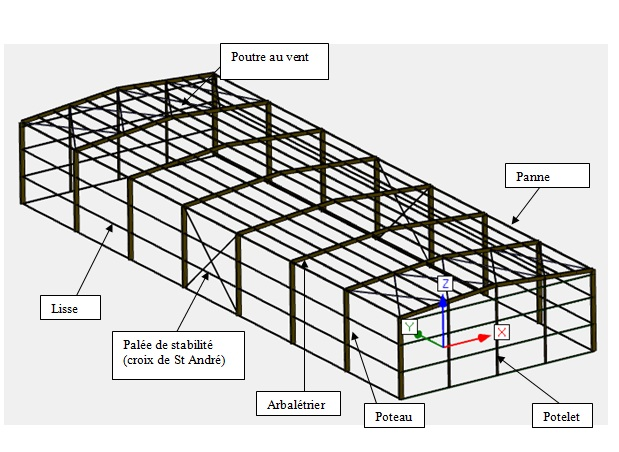 Poutre au vent
Panne
Z
Y
X
Lisse
Palée de stabilité
(croix de St André)
Arbalétrier
Poteau
Potelet